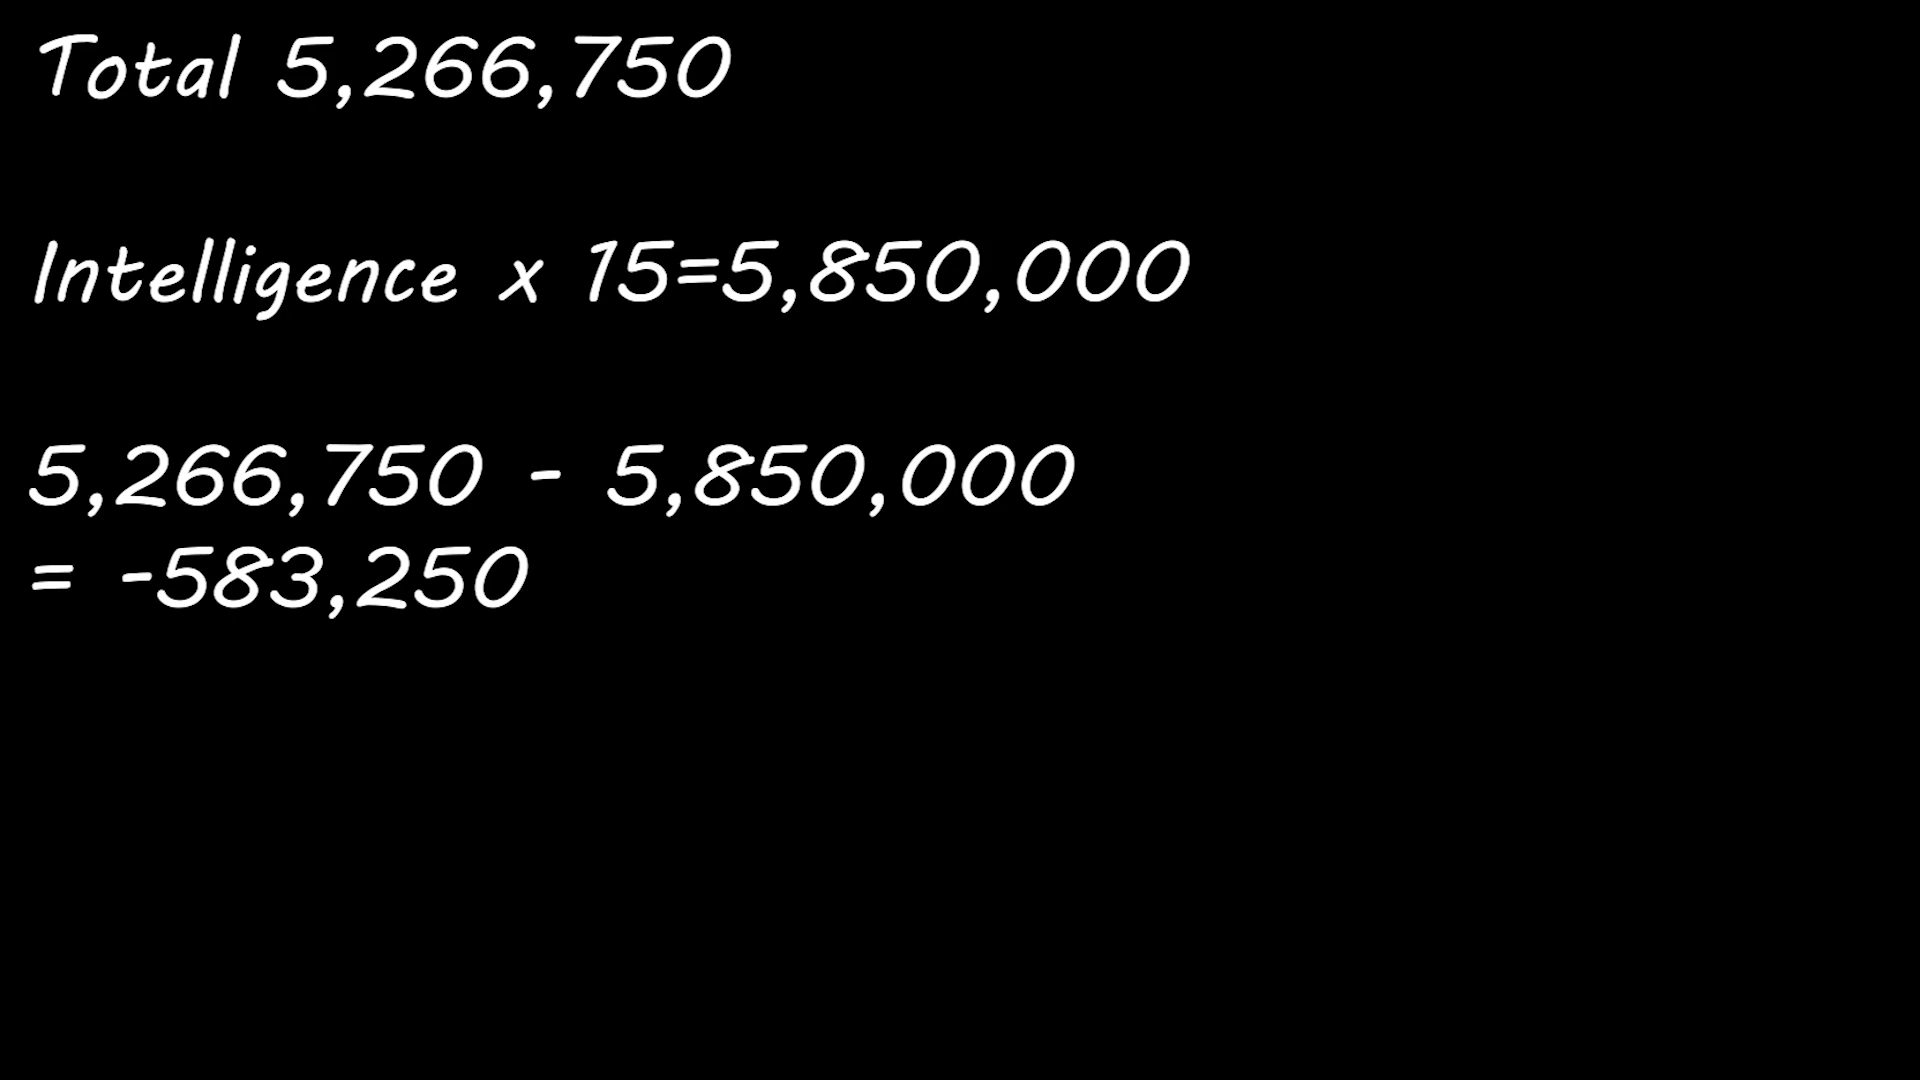 Total 5,266,750
Intelligence x 15=5,850,000
5,266,750 - 5,850,000
= -583,250